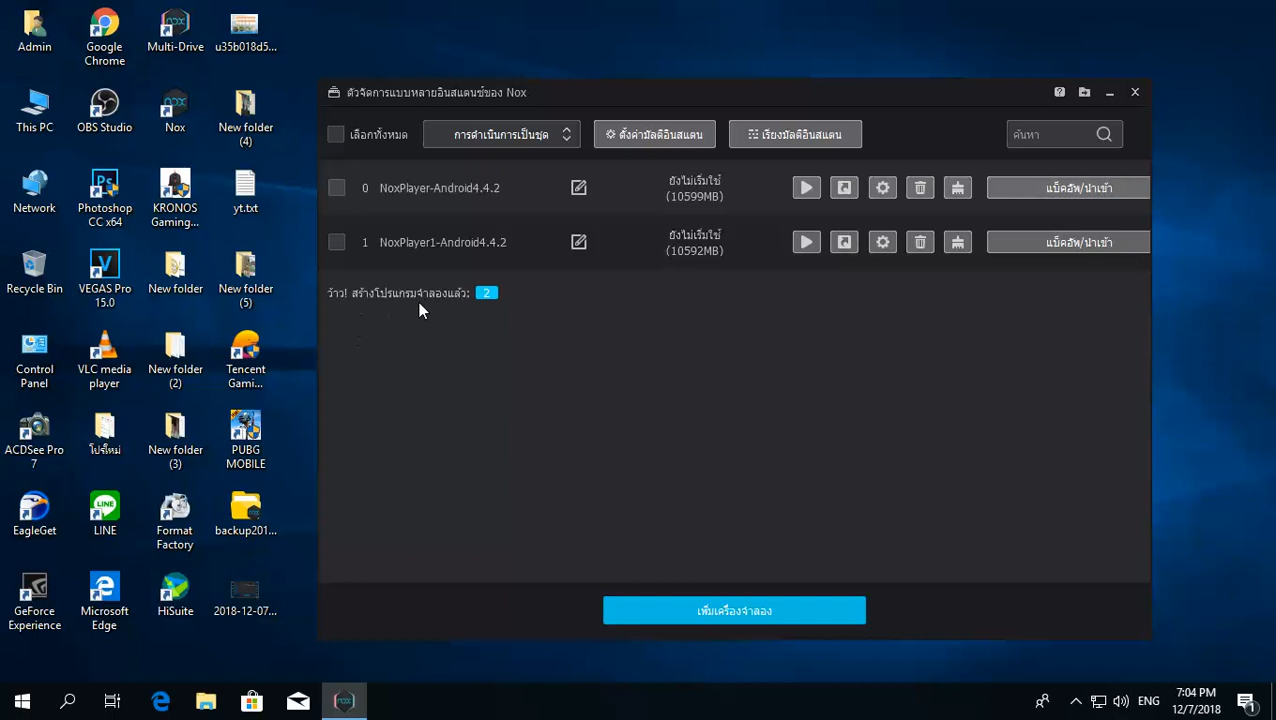 Admin
Google Chrome
Multi-Drive
u35b018d5...
This PC
OBS Studio
Nox
New folder (4)
Network
Photoshop CC x64
KRONOS Gaming...
yt.txt
Recycle Bin
VEGAS Pro 15.0
New folder
New folder (5)
Control Panel
VLC media player
New folder (2)
Tencent Gami...
ACDSee Pro 7
โปรใหม่
New folder (3)
PUBG MOBILE
EagleGet
LINE
Format Factory
backup201...
GeForce Experience
Microsoft Edge
HiSuite
2018-12-07...
ตัวจัดการแบบหลายอินสแตนซ์ของ Nox
เลือกทั้งหมด
การดำเนินการเป็นชุด
ตั้งค่ามัลติอินสแตน
เรียงมัลติอินสแตน
ค้นหา
0 NoxPlayer-Android4.4.2
ยังไม่เริ่มใช้
(10599MB)
แบ็คอัพ/นำเข้า
1 NoxPlayer1-Android4.4.2
ยังไม่เริ่มใช้
(10592MB)
แบ็คอัพ/นำเข้า
ว้าว! สร้างโปรแกรมจำลองแล้ว: 2
เพิ่มเครื่องจำลอง
ENG
7:04 PM
12/7/2018
1